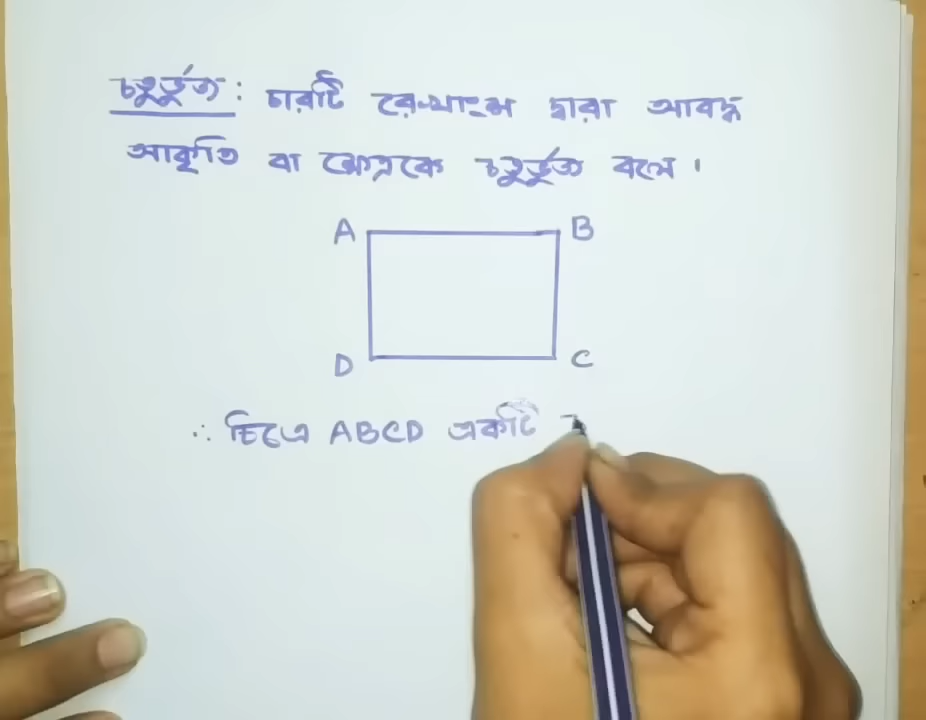 চতুর্ভুজ : চারটি রেখাংশ দ্বারা আবদ্ধ
আকৃতি বা ক্ষেত্রকে চতুর্ভুজ বলে ।
A B
D C
∴ চিত্রে ABCD একটি